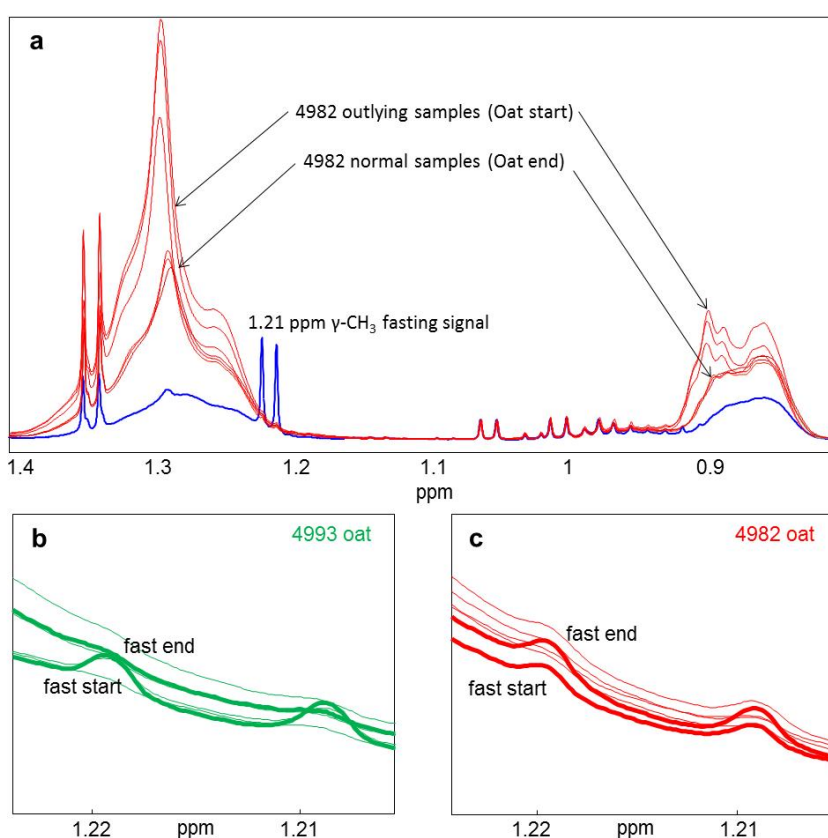 a
4982 outlying samples (Oat start)
4982 normal samples (Oat end)
1.21 ppm γ-CH₃ fasting signal
1.4 1.3 1.2 1.1 1 0.9
ppm
b 4993 oat
fast end
fast start
1.22 ppm 1.21
c 4982 oat
fast end
fast start
1.22 ppm 1.21